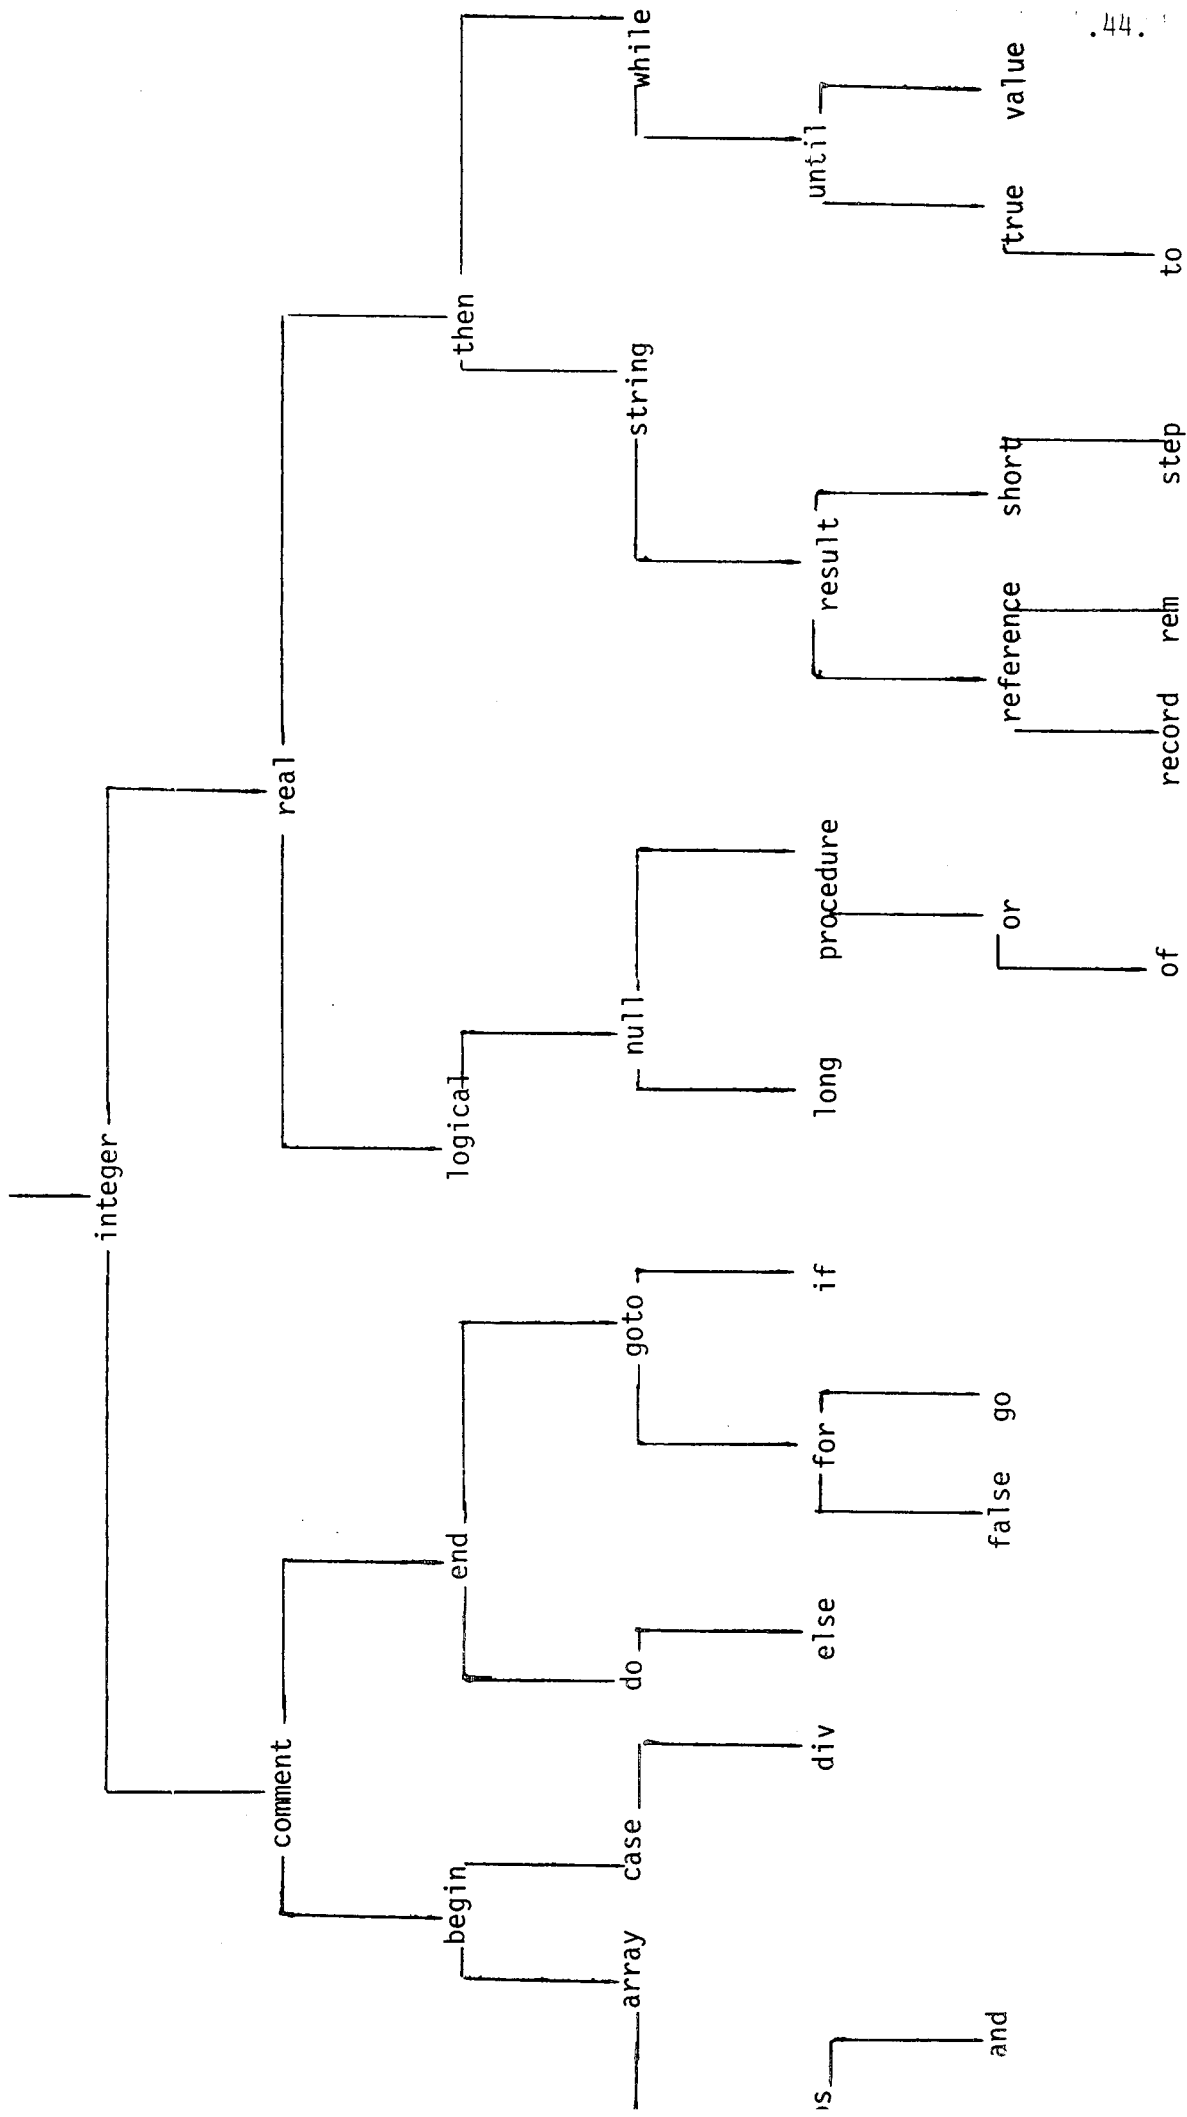 .44.
integer
comment
real
begin
end
logical
then
array
case
do
goto
null
string
while
div
else
for
if
long
procedure
result
until
and
false
go
or
reference
short
true
value
of
record
rem
step
to